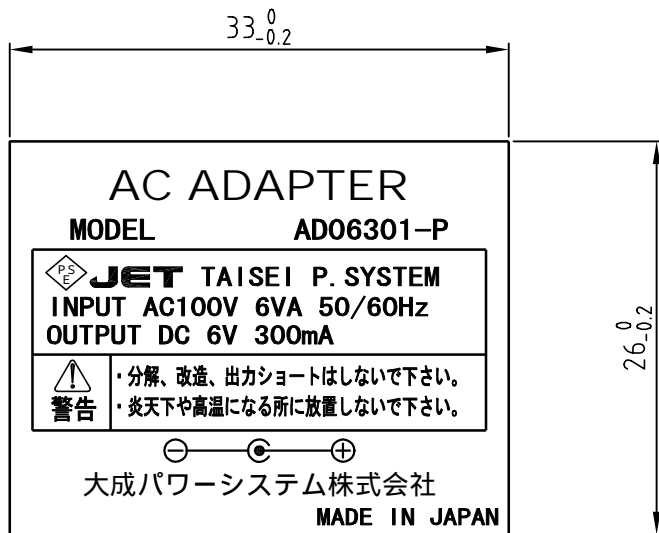 33 0 -0.2
AC ADAPTER
MODEL AD06301-P
PSE JET TAISEI P.SYSTEM
INPUT AC100V 6VA 50/60Hz
OUTPUT DC 6V 300mA
警告
・分解、改造、出力ショートはしないで下さい。
・炎天下や高温になる所に放置しないで下さい。
大成パワーシステム株式会社
MADE IN JAPAN
26 0 -0.2